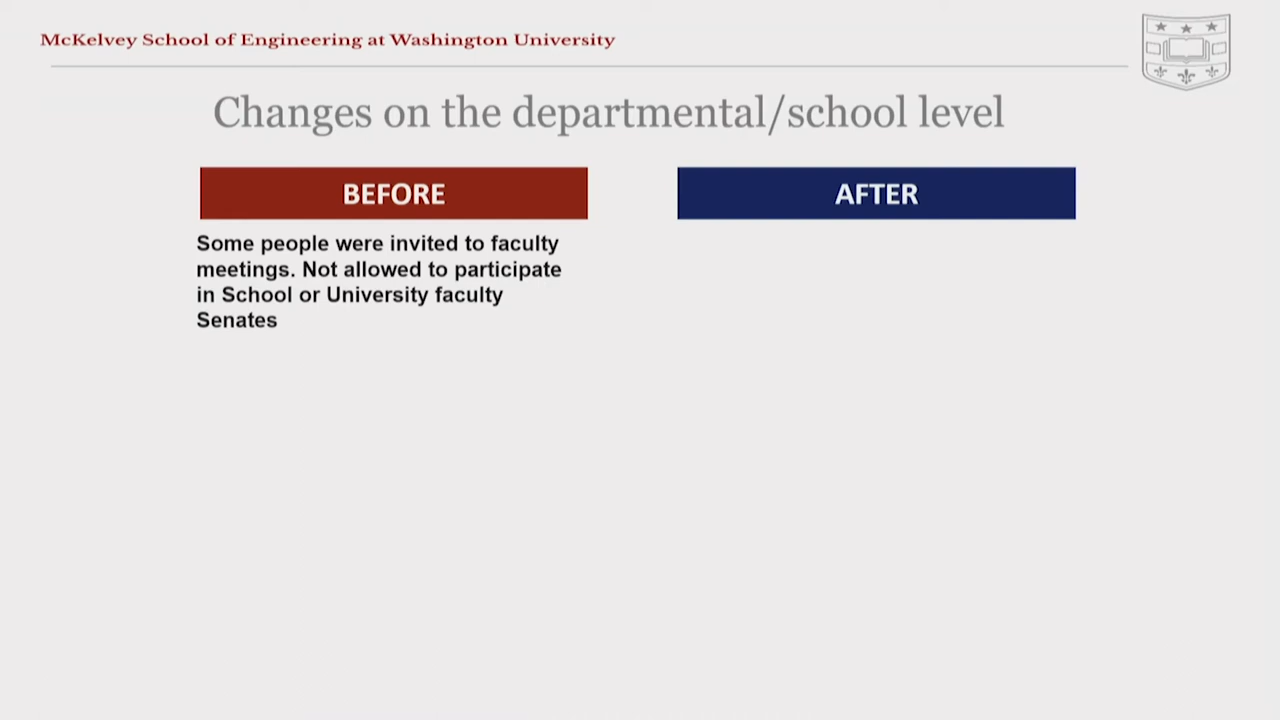 McKelvey School of Engineering at Washington University
Changes on the departmental/school level
BEFORE
AFTER
Some people were invited to faculty
meetings. Not allowed to participate
in School or University faculty
Senates